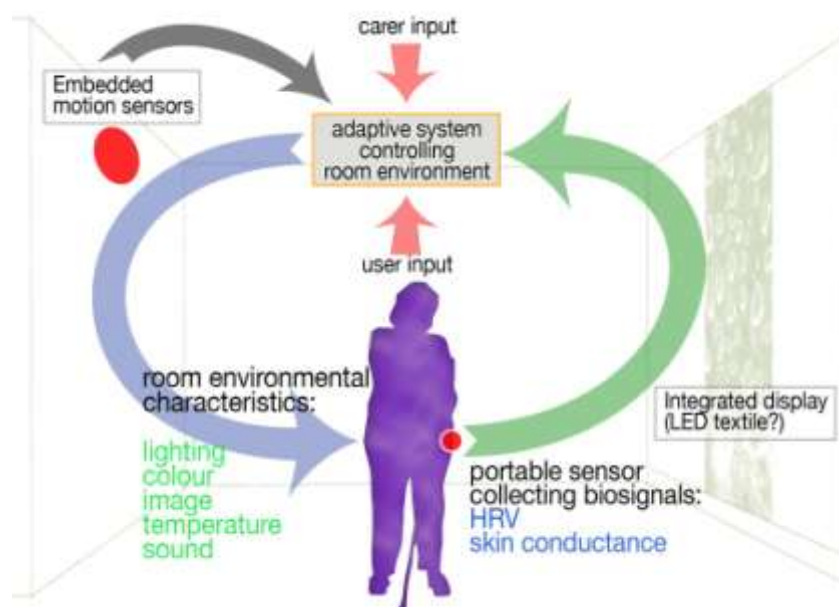 carer input
Embedded
motion sensors
adaptive system
controlling
room environment
user input
room environmental
characteristics:
lighting
colour
image
temperature
sound
Integrated display
(LED textile?)
portable sensor
collecting biosignals:
HRV
skin conductance